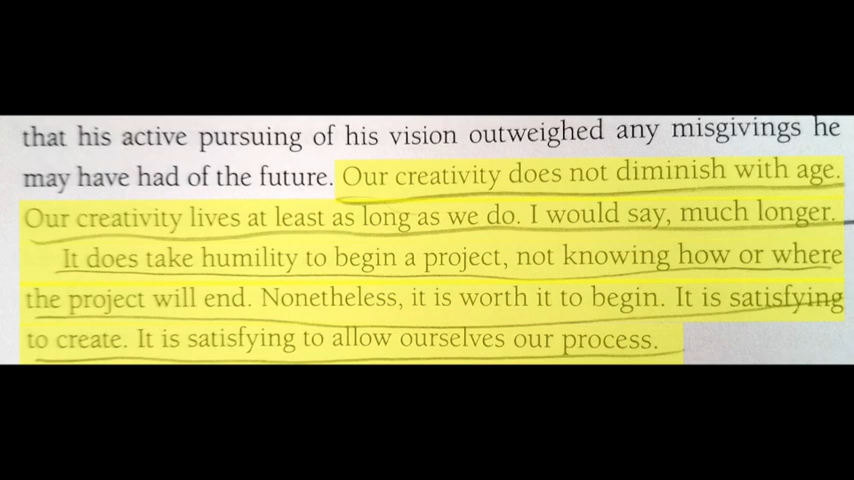 that his active pursuing of his vision outweighed any misgivings he
may have had of the future. Our creativity does not diminish with age.
Our creativity lives at least as long as we do. I would say, much longer.
It does take humility to begin a project, not knowing how or where
the project will end. Nonetheless, it is worth it to begin. It is satisfying
to create. It is satisfying to allow ourselves our process.